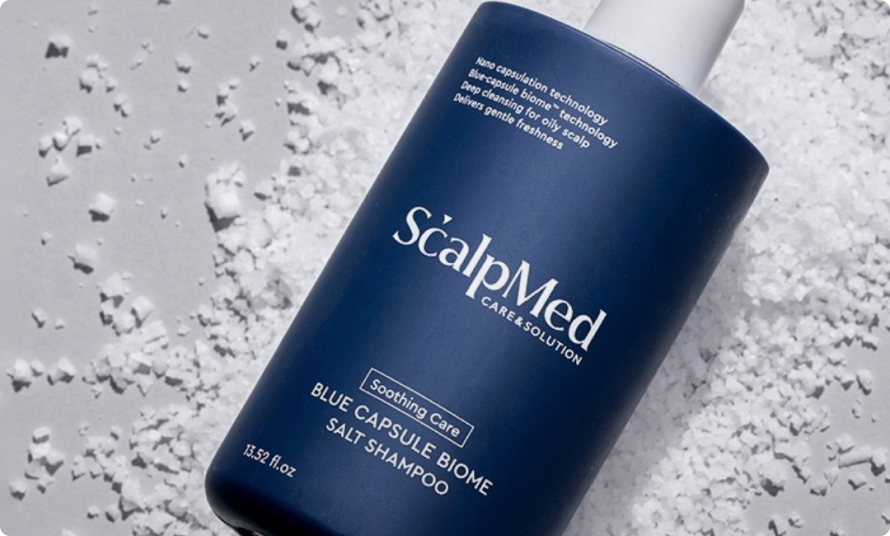 Nano capsulation technology
Blue-capsule biome™ technology
Deep cleansing for oily scalp
Delivers gentle freshness
ScalpMed
CARE&SOLUTION
Soothing Care
BLUE CAPSULE BIOME
SALT SHAMPOO
13.52 fl.oz